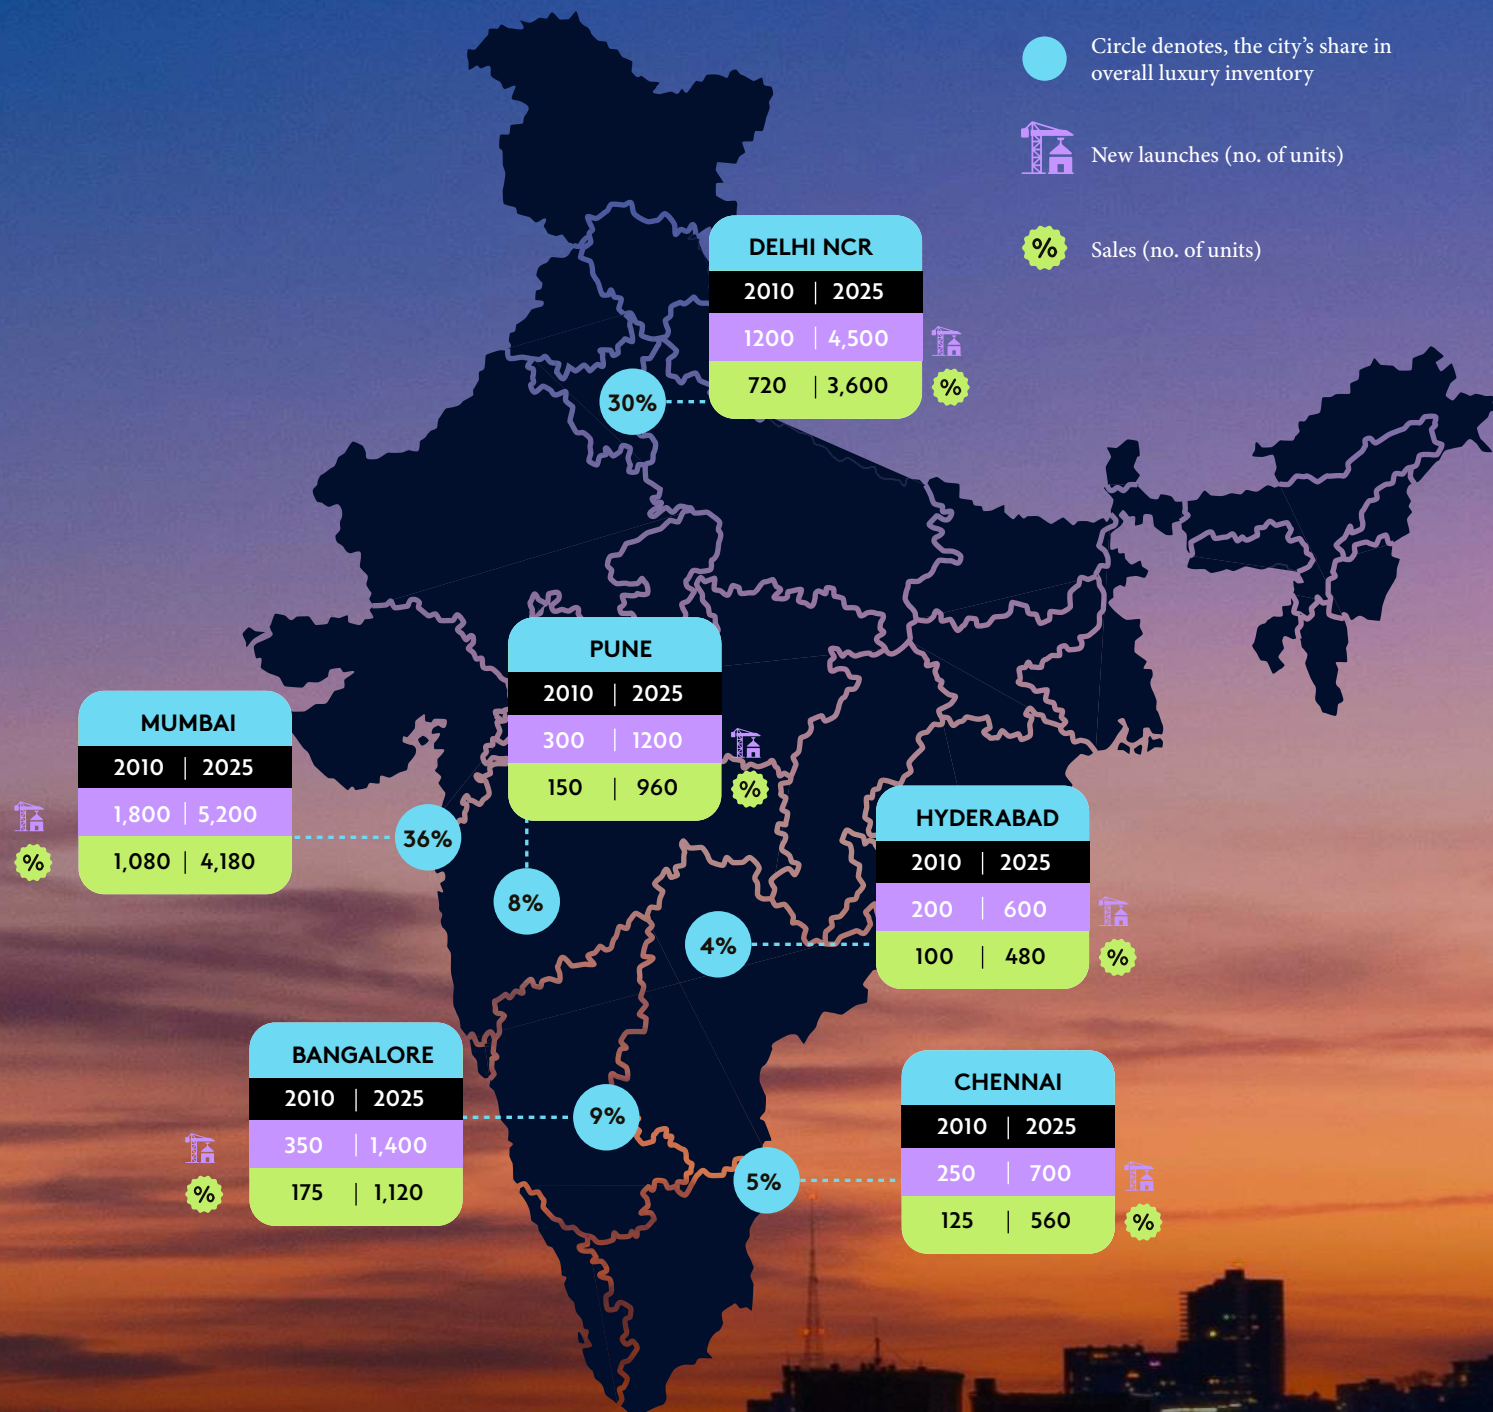 Circle denotes, the city’s share in
overall luxury inventory
New launches (no. of units)
%
Sales (no. of units)
DELHI NCR
2010 | 2025
1200 | 4,500
720 | 3,600
%
30%
PUNE
2010 | 2025
300 | 1200
150 | 960
%
8%
MUMBAI
2010 | 2025
1,800 | 5,200
1,080 | 4,180
%
36%
HYDERABAD
2010 | 2025
200 | 600
100 | 480
%
4%
BANGALORE
2010 | 2025
350 | 1,400
175 | 1,120
%
9%
CHENNAI
2010 | 2025
250 | 700
125 | 560
%
5%